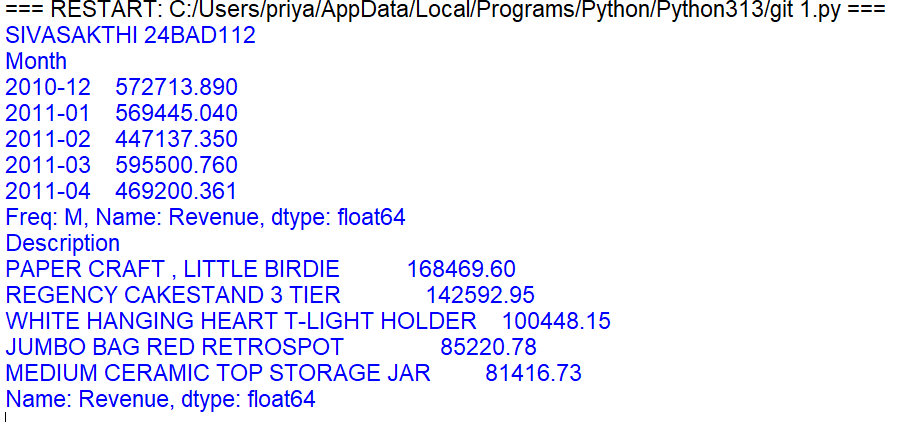 === RESTART: C:/Users/priya/AppData/Local/Programs/Python/Python313/git 1.py ===
SIVASAKTHI 24BAD112
Month
2010-12    572713.890
2011-01    569445.040
2011-02    447137.350
2011-03    595500.760
2011-04    469200.361
Freq: M, Name: Revenue, dtype: float64
Description
PAPER CRAFT , LITTLE BIRDIE           168469.60
REGENCY CAKESTAND 3 TIER              142592.95
WHITE HANGING HEART T-LIGHT HOLDER    100448.15
JUMBO BAG RED RETROSPOT                85220.78
MEDIUM CERAMIC TOP STORAGE JAR         81416.73
Name: Revenue, dtype: float64